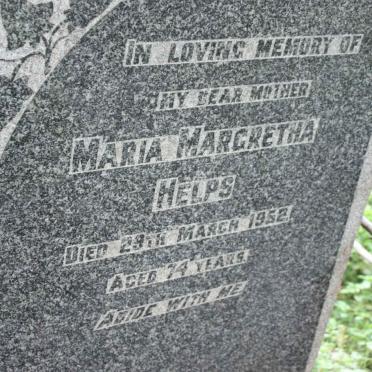 IN LOVING MEMORY OF
MY DEAR MOTHER
MARIA MARGRETHA
HELPS
DIED 29TH MARCH 1952
AGED 74 YEARS
ABIDE WITH ME